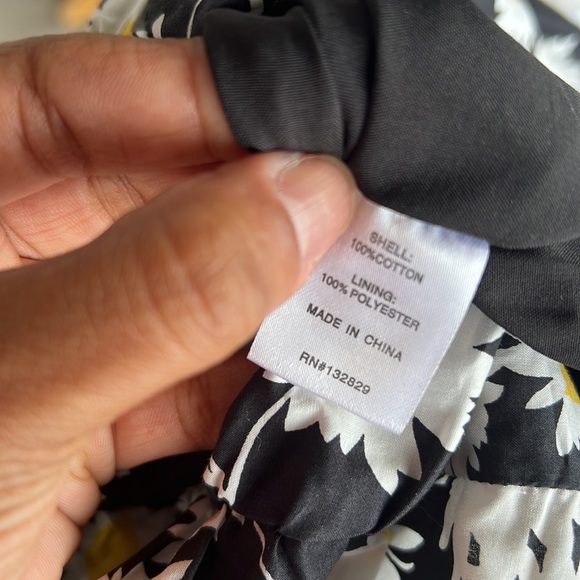 SHELL:
100%COTTON
LINING:
100% POLYESTER
MADE IN CHINA
RN#132829